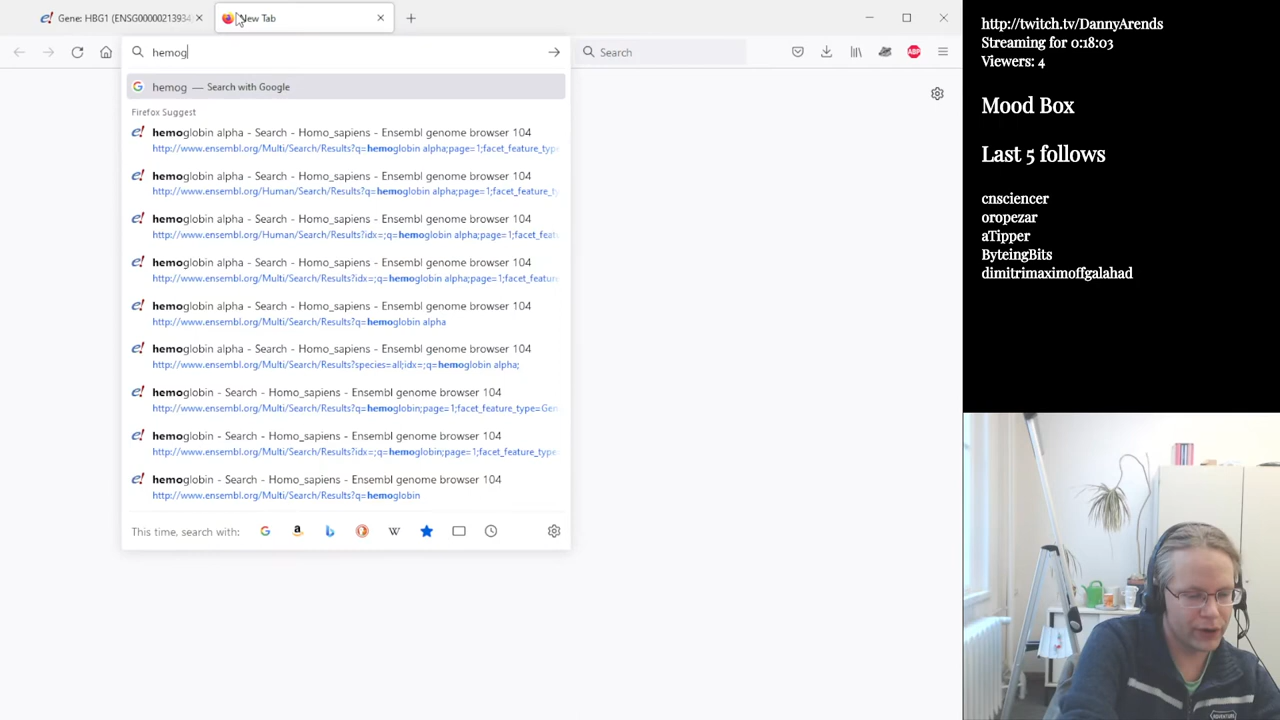 Gene: HBG1 (ENSG0000021393
New Tab
http://twitch.tv/DannyArends
Streaming for 0:18:03
Viewers: 4
hemog
Search
hemog — Search with Google
Firefox Suggest
hemoglobin alpha - Search - Homo_sapiens - Ensembl genome browser 104
http://www.ensembl.org/Multi/Search/Results?q=hemoglobin alpha;page=1;facet_feature_type
hemoglobin alpha - Search - Homo_sapiens - Ensembl genome browser 104
http://www.ensembl.org/Human/Search/Results?q=hemoglobin alpha;page=1;facet_feature_ty
hemoglobin alpha - Search - Homo_sapiens - Ensembl genome browser 104
http://www.ensembl.org/Human/Search/Results?idx=;q=hemoglobin alpha;page=1;facet_featu
hemoglobin alpha - Search - Homo_sapiens - Ensembl genome browser 104
http://www.ensembl.org/Multi/Search/Results?idx=;q=hemoglobin alpha;page=1;facet_feature
hemoglobin alpha - Search - Homo_sapiens - Ensembl genome browser 104
http://www.ensembl.org/Multi/Search/Results?q=hemoglobin alpha
hemoglobin alpha - Search - Homo_sapiens - Ensembl genome browser 104
http://www.ensembl.org/Multi/Search/Results?species=all;idx=;q=hemoglobin alpha;
hemoglobin - Search - Homo_sapiens - Ensembl genome browser 104
http://www.ensembl.org/Multi/Search/Results?q=hemoglobin;page=1;facet_feature_type=Gen
hemoglobin - Search - Homo_sapiens - Ensembl genome browser 104
http://www.ensembl.org/Multi/Search/Results?idx=;q=hemoglobin;page=1;facet_feature_type=
hemoglobin - Search - Homo_sapiens - Ensembl genome browser 104
http://www.ensembl.org/Multi/Search/Results?q=hemoglobin
This time, search with:
ABP
Mood Box
Last 5 follows
cnsciencer
oropezar
aTipper
ByteingBits
dimitrimaximoffgalahad
ADVENTURE